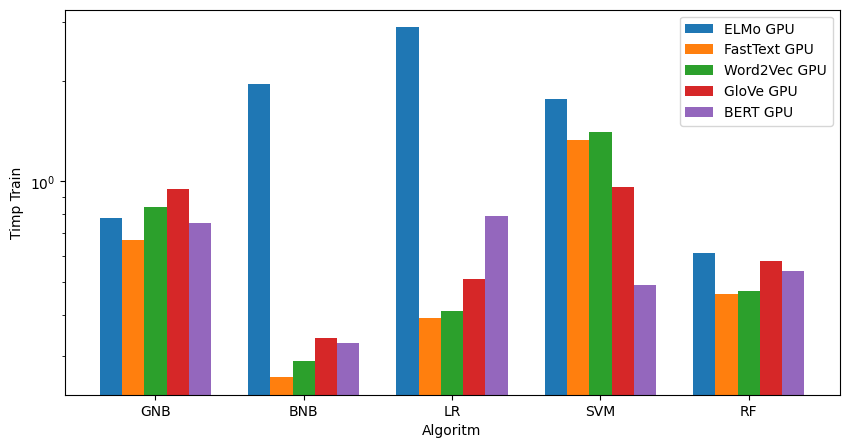 ELMo GPU
FastText GPU
Word2Vec GPU
GloVe GPU
BERT GPU
Timp Train
10⁰
GNB
BNB
LR
SVM
RF
Algoritm